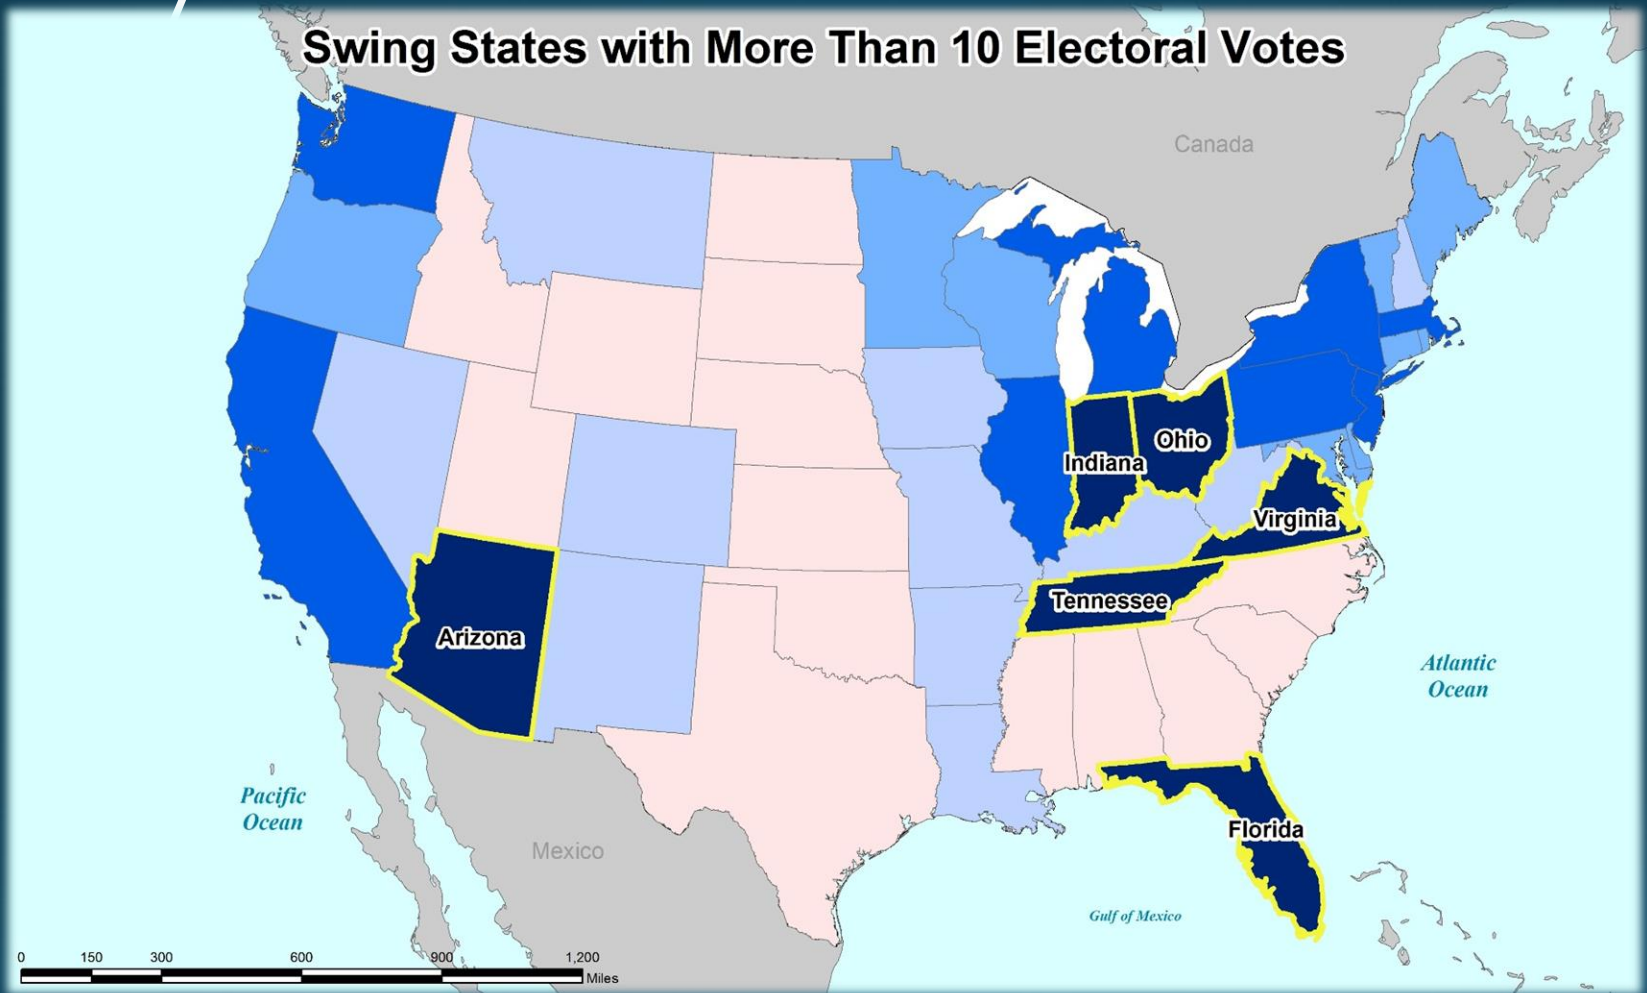 Swing States with More Than 10 Electoral Votes
Canada
Ohio
Indiana
Virginia
Tennessee
Arizona
Atlantic
Ocean
Pacific
Ocean
Florida
Mexico
Gulf of Mexico
0 150 300 600 900 1,200
Miles